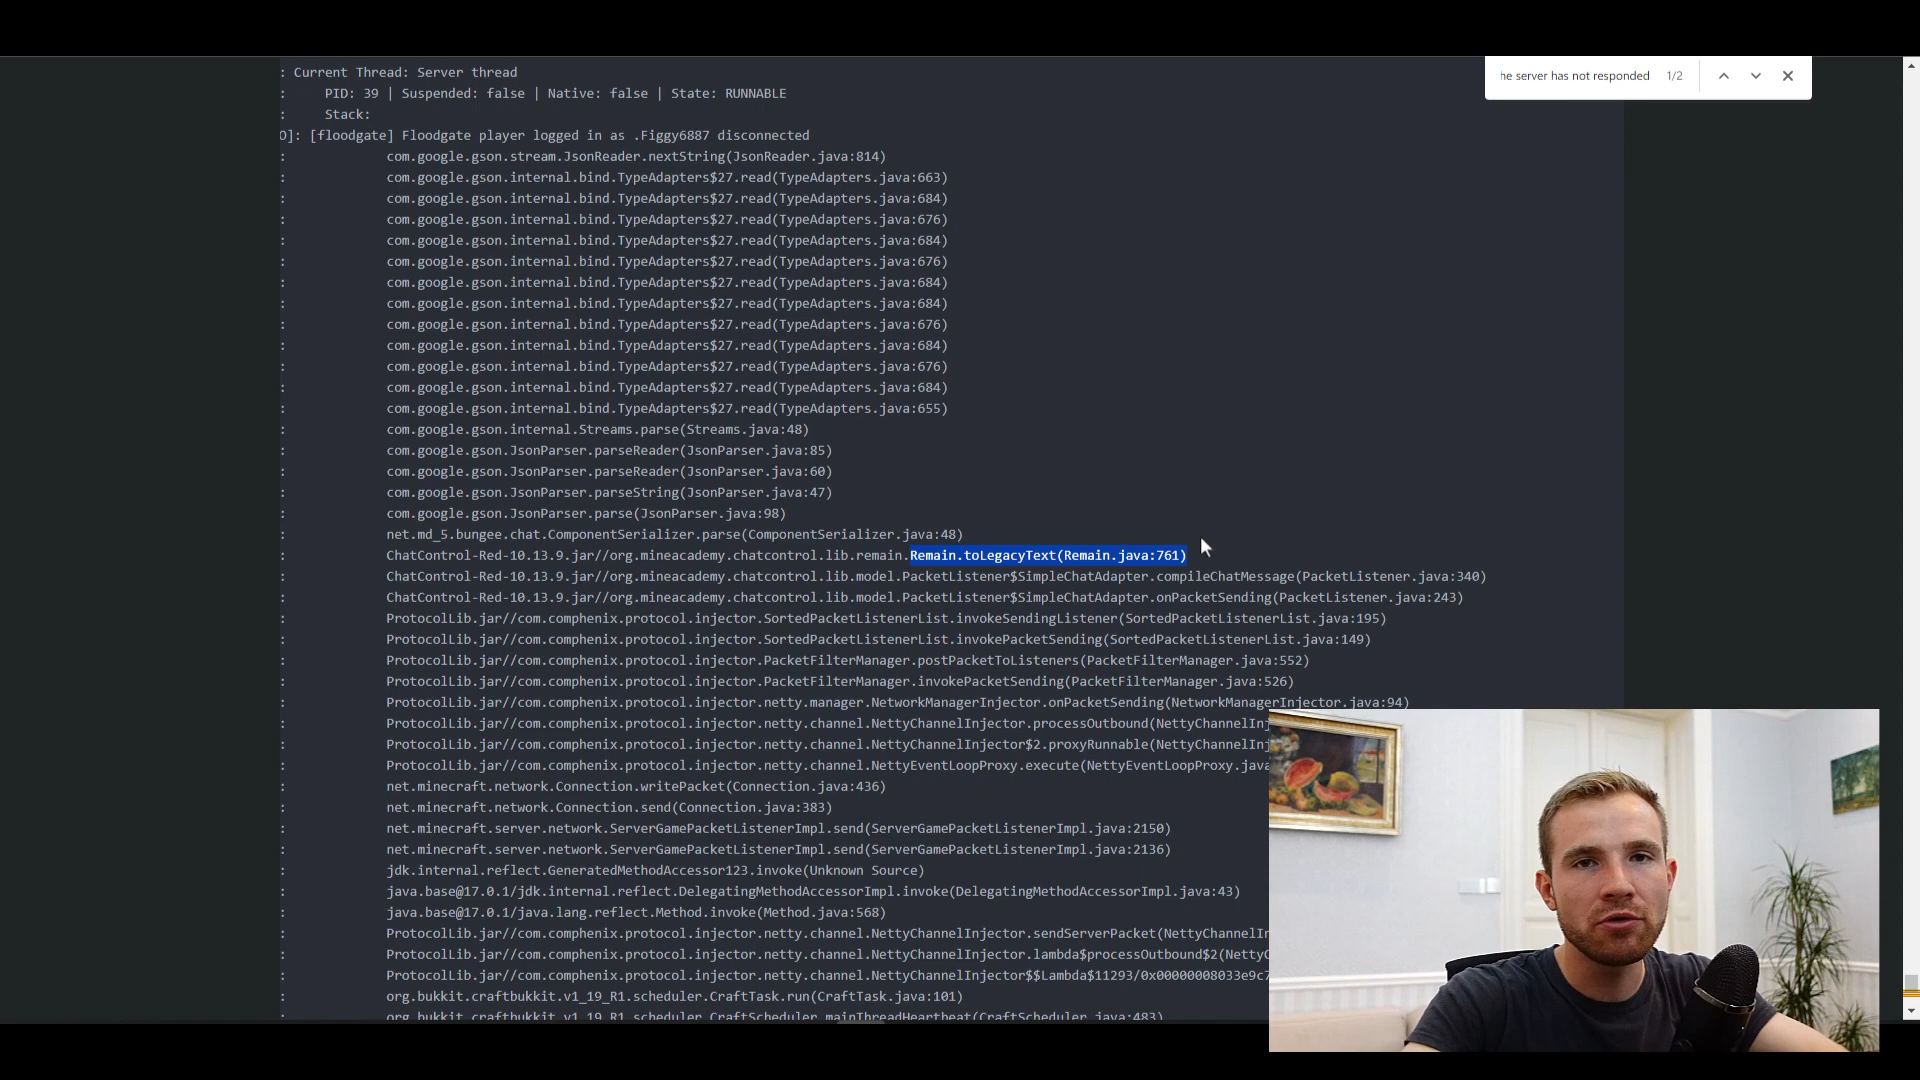 : Current Thread: Server thread
he server has not responded 1/2
: PID: 39 | Suspended: false | Native: false | State: RUNNABLE
: Stack:
0]: [floodgate] Floodgate player logged in as .Figgy6887 disconnected
: com.google.gson.stream.JsonReader.nextString(JsonReader.java:814)
: com.google.gson.internal.bind.TypeAdapters$27.read(TypeAdapters.java:663)
: com.google.gson.internal.bind.TypeAdapters$27.read(TypeAdapters.java:684)
: com.google.gson.internal.bind.TypeAdapters$27.read(TypeAdapters.java:676)
: com.google.gson.internal.bind.TypeAdapters$27.read(TypeAdapters.java:684)
: com.google.gson.internal.bind.TypeAdapters$27.read(TypeAdapters.java:676)
: com.google.gson.internal.bind.TypeAdapters$27.read(TypeAdapters.java:684)
: com.google.gson.internal.bind.TypeAdapters$27.read(TypeAdapters.java:684)
: com.google.gson.internal.bind.TypeAdapters$27.read(TypeAdapters.java:676)
: com.google.gson.internal.bind.TypeAdapters$27.read(TypeAdapters.java:684)
: com.google.gson.internal.bind.TypeAdapters$27.read(TypeAdapters.java:676)
: com.google.gson.internal.bind.TypeAdapters$27.read(TypeAdapters.java:684)
: com.google.gson.internal.bind.TypeAdapters$27.read(TypeAdapters.java:655)
: com.google.gson.internal.Streams.parse(Streams.java:48)
: com.google.gson.JsonParser.parseReader(JsonParser.java:85)
: com.google.gson.JsonParser.parseReader(JsonParser.java:60)
: com.google.gson.JsonParser.parseString(JsonParser.java:47)
: com.google.gson.JsonParser.parse(JsonParser.java:98)
: net.md_5.bungee.chat.ComponentSerializer.parse(ComponentSerializer.java:48)
: ChatControl-Red-10.13.9.jar//org.mineacademy.chatcontrol.lib.remain.Remain.toLegacyText(Remain.java:761)
: ChatControl-Red-10.13.9.jar//org.mineacademy.chatcontrol.lib.model.PacketListener$SimpleChatAdapter.compileChatMessage(PacketListener.java:340)
: ChatControl-Red-10.13.9.jar//org.mineacademy.chatcontrol.lib.model.PacketListener$SimpleChatAdapter.onPacketSending(PacketListener.java:243)
: ProtocolLib.jar//com.comphenix.protocol.injector.SortedPacketListenerList.invokeSendingListener(SortedPacketListenerList.java:195)
: ProtocolLib.jar//com.comphenix.protocol.injector.SortedPacketListenerList.invokePacketSending(SortedPacketListenerList.java:149)
: ProtocolLib.jar//com.comphenix.protocol.injector.PacketFilterManager.postPacketToListeners(PacketFilterManager.java:552)
: ProtocolLib.jar//com.comphenix.protocol.injector.PacketFilterManager.invokePacketSending(PacketFilterManager.java:526)
: ProtocolLib.jar//com.comphenix.protocol.injector.netty.manager.NetworkManagerInjector.onPacketSending(NetworkManagerInjector.java:94)
: ProtocolLib.jar//com.comphenix.protocol.injector.netty.channel.NettyChannelInjector.processOutbound(NettyChannelInj
: ProtocolLib.jar//com.comphenix.protocol.injector.netty.channel.NettyChannelInjector$2.proxyRunnable(NettyChannelInj
: ProtocolLib.jar//com.comphenix.protocol.injector.netty.channel.NettyEventLoopProxy.execute(NettyEventLoopProxy.java
: net.minecraft.network.Connection.writePacket(Connection.java:436)
: net.minecraft.network.Connection.send(Connection.java:383)
: net.minecraft.server.network.ServerGamePacketListenerImpl.send(ServerGamePacketListenerImpl.java:2150)
: net.minecraft.server.network.ServerGamePacketListenerImpl.send(ServerGamePacketListenerImpl.java:2136)
: jdk.internal.reflect.GeneratedMethodAccessor123.invoke(Unknown Source)
: java.base@17.0.1/jdk.internal.reflect.DelegatingMethodAccessorImpl.invoke(DelegatingMethodAccessorImpl.java:43)
: java.base@17.0.1/java.lang.reflect.Method.invoke(Method.java:568)
: ProtocolLib.jar//com.comphenix.protocol.injector.netty.channel.NettyChannelInjector.sendServerPacket(NettyChannelIn
: ProtocolLib.jar//com.comphenix.protocol.injector.netty.channel.NettyChannelInjector.lambda$processOutbound$2(NettyC
: ProtocolLib.jar//com.comphenix.protocol.injector.netty.channel.NettyChannelInjector$$Lambda$11293/0x00000008033e9c7
: org.bukkit.craftbukkit.v1_19_R1.scheduler.CraftTask.run(CraftTask.java:101)
: org.bukkit.craftbukkit.v1_19_R1.scheduler.CraftScheduler.mainThreadHeartbeat(CraftScheduler.java:483)